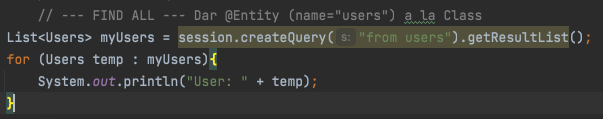 // --- FIND ALL --- Dar @Entity (name="users") a la Class
List<Users> myUsers = session.createQuery( s: "from users").getResultList();
for (Users temp : myUsers){
System.out.println("User: " + temp);
}